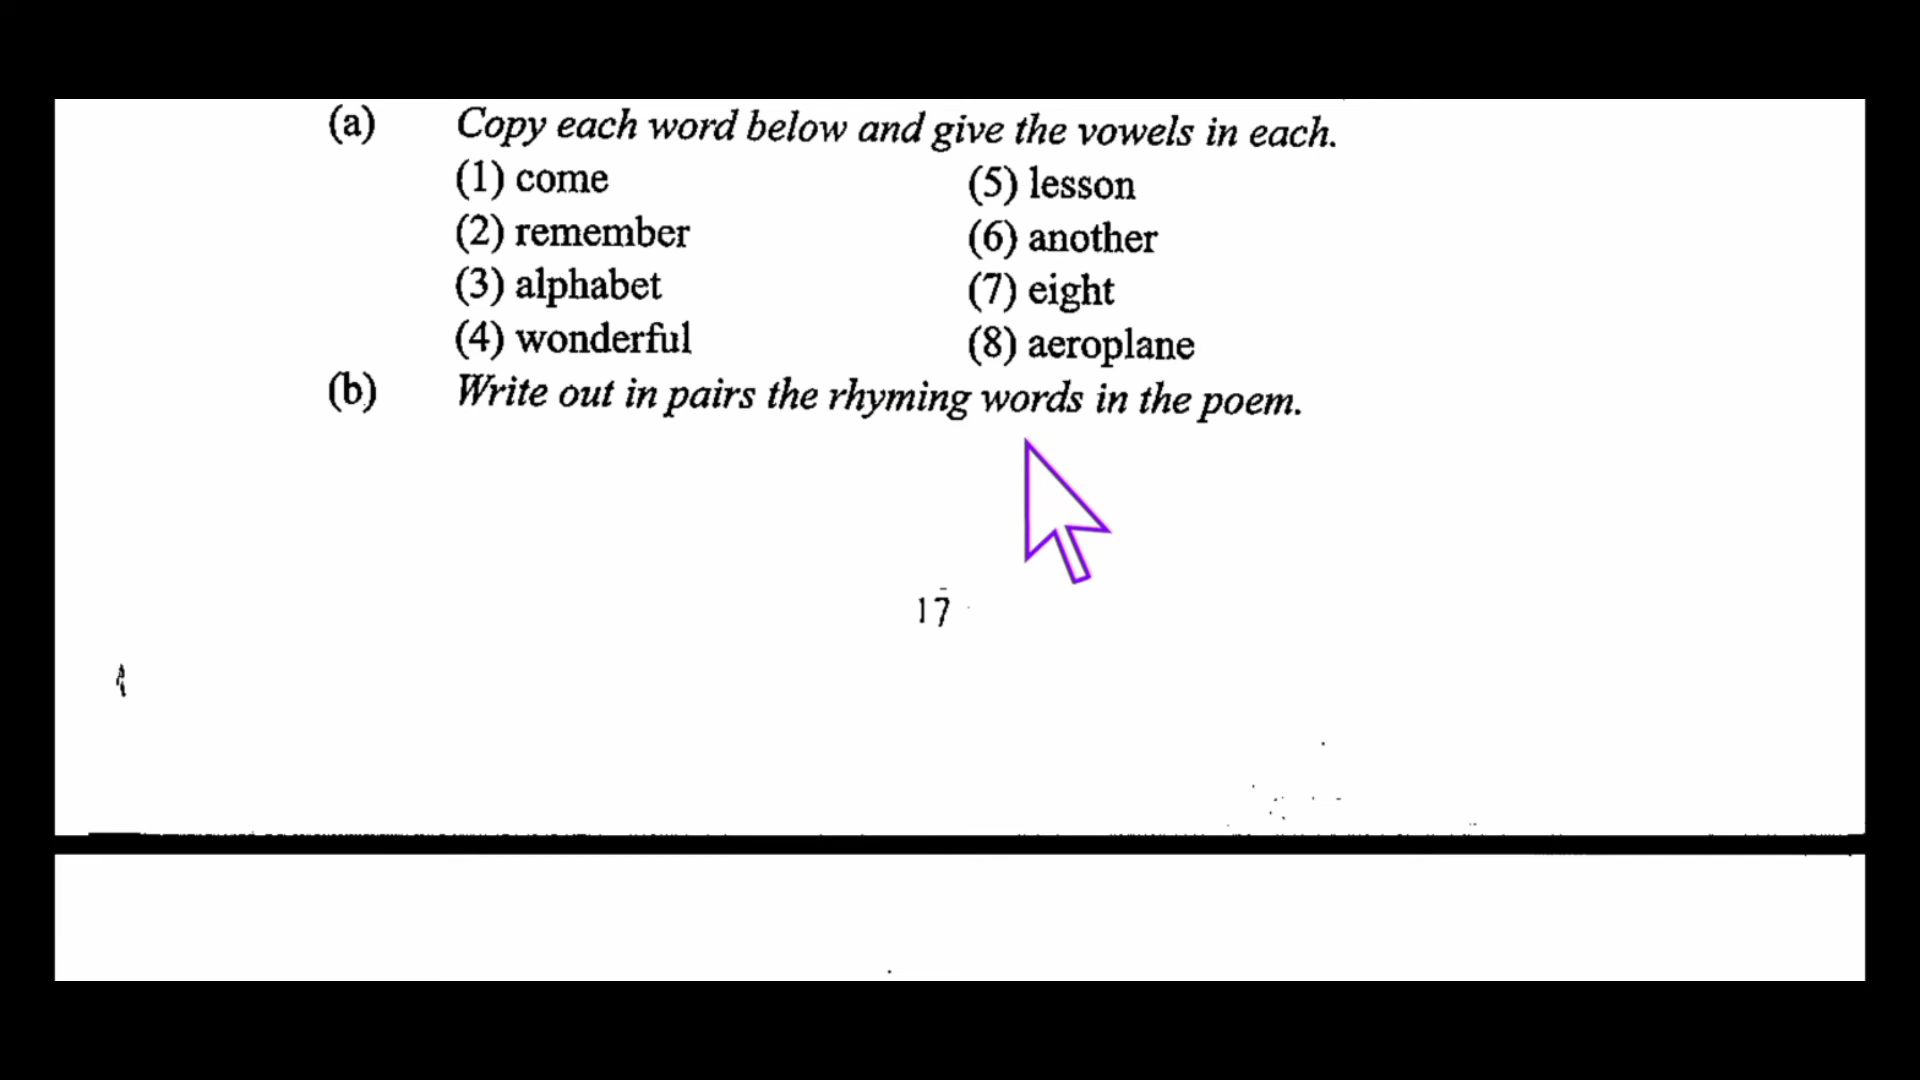 (a) Copy each word below and give the vowels in each.
(1) come (5) lesson
(2) remember (6) another
(3) alphabet (7) eight
(4) wonderful (8) aeroplane
(b) Write out in pairs the rhyming words in the poem.
17